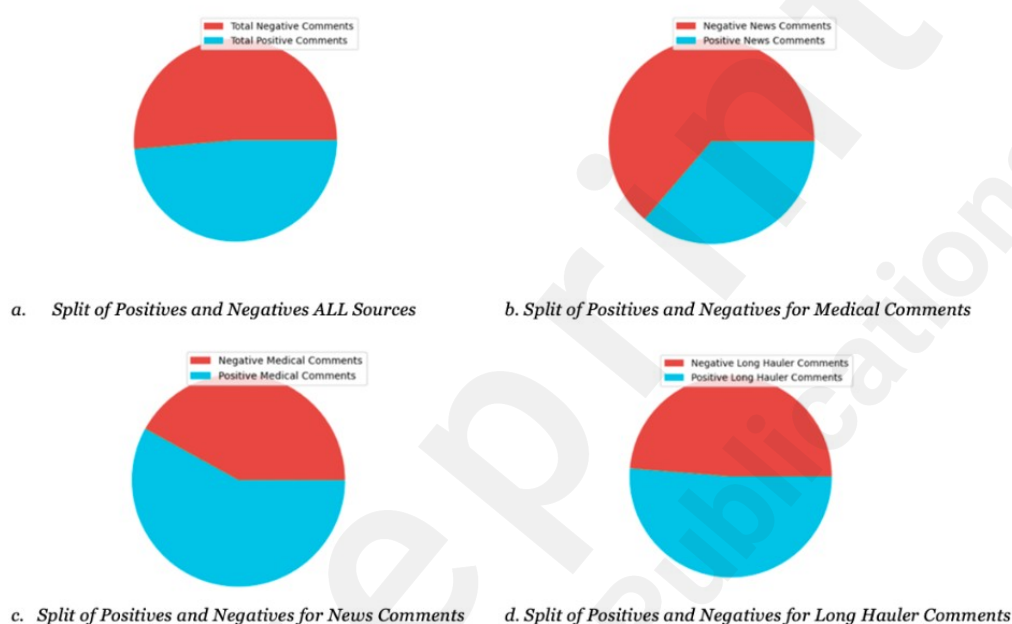 Total Negative Comments
Total Positive Comments
Negative News Comments
Positive News Comments
a. Split of Positives and Negatives ALL Sources
b. Split of Positives and Negatives for Medical Comments
Negative Medical Comments
Positive Medical Comments
Negative Long Hauler Comments
Positive Long Hauler Comments
c. Split of Positives and Negatives for News Comments
d. Split of Positives and Negatives for Long Hauler Comments
eprint
Publications